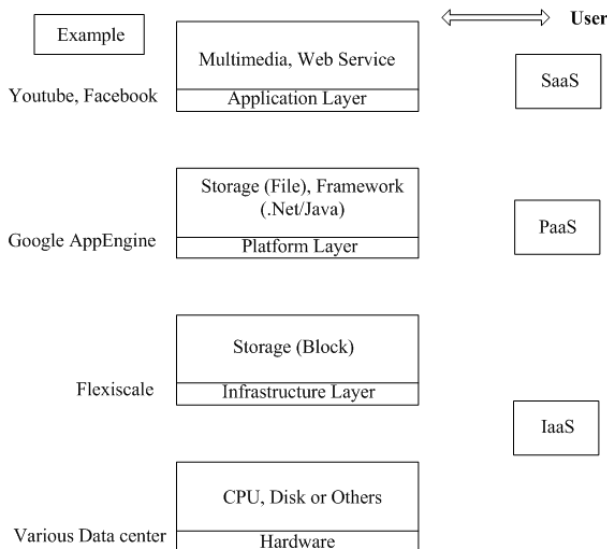 Example
User
Multimedia, Web Service
Youtube, Facebook
Application Layer
SaaS
Storage (File), Framework
(.Net/Java)
Google AppEngine
Platform Layer
PaaS
Storage (Block)
Flexiscale
Infrastructure Layer
IaaS
CPU, Disk or Others
Various Data center
Hardware